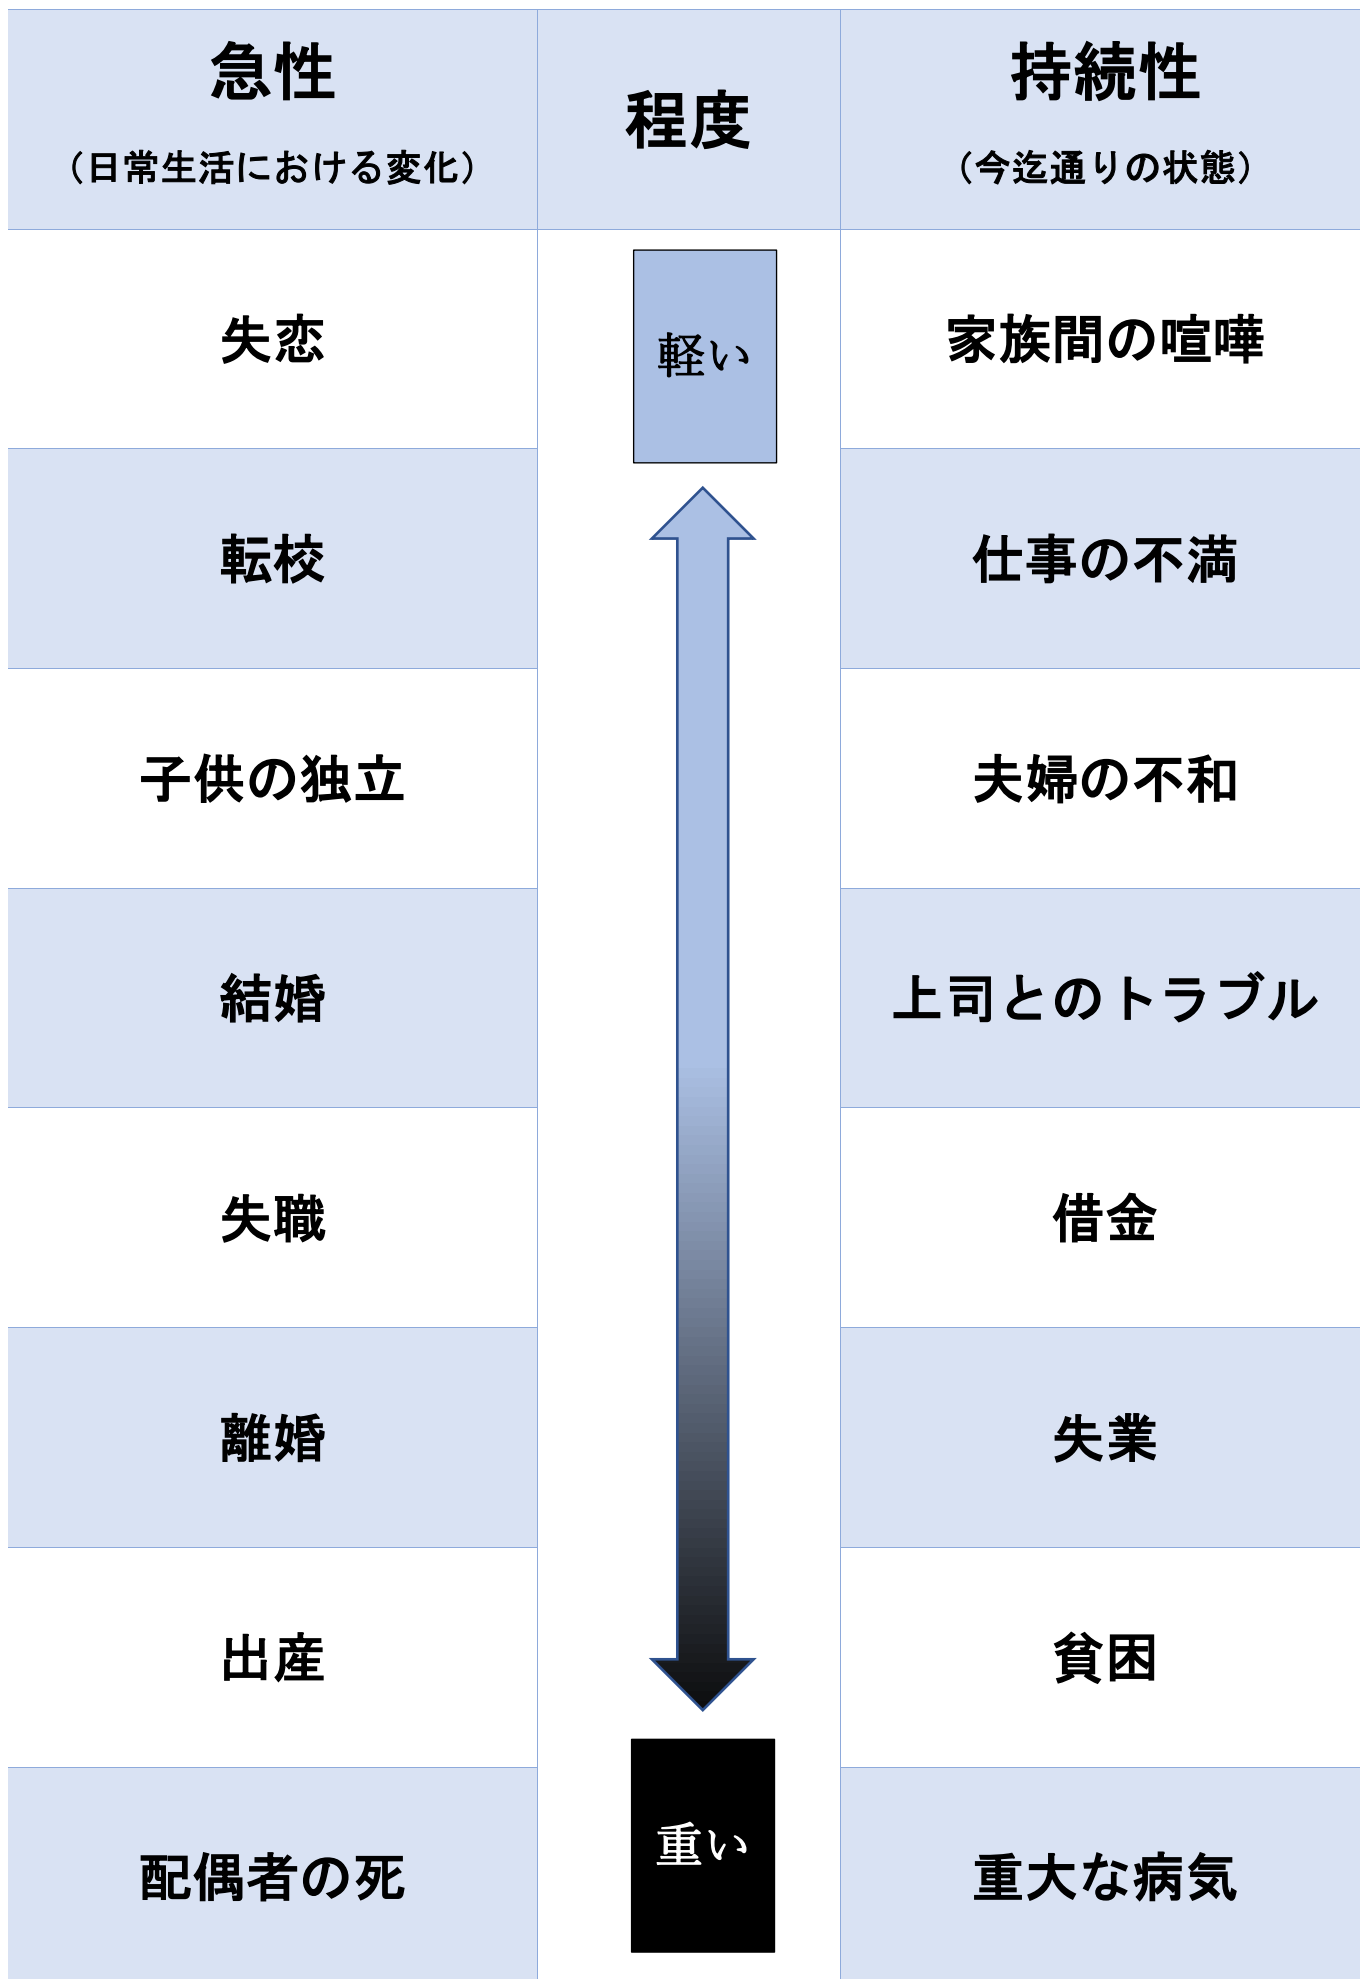 急性
（日常生活における変化）
程度
持続性
（今迄通りの状態）
失恋
軽い
家族間の喧嘩
転校
仕事の不満
子供の独立
夫婦の不和
結婚
上司とのトラブル
失職
借金
離婚
失業
出産
貧困
配偶者の死
重い
重大な病気